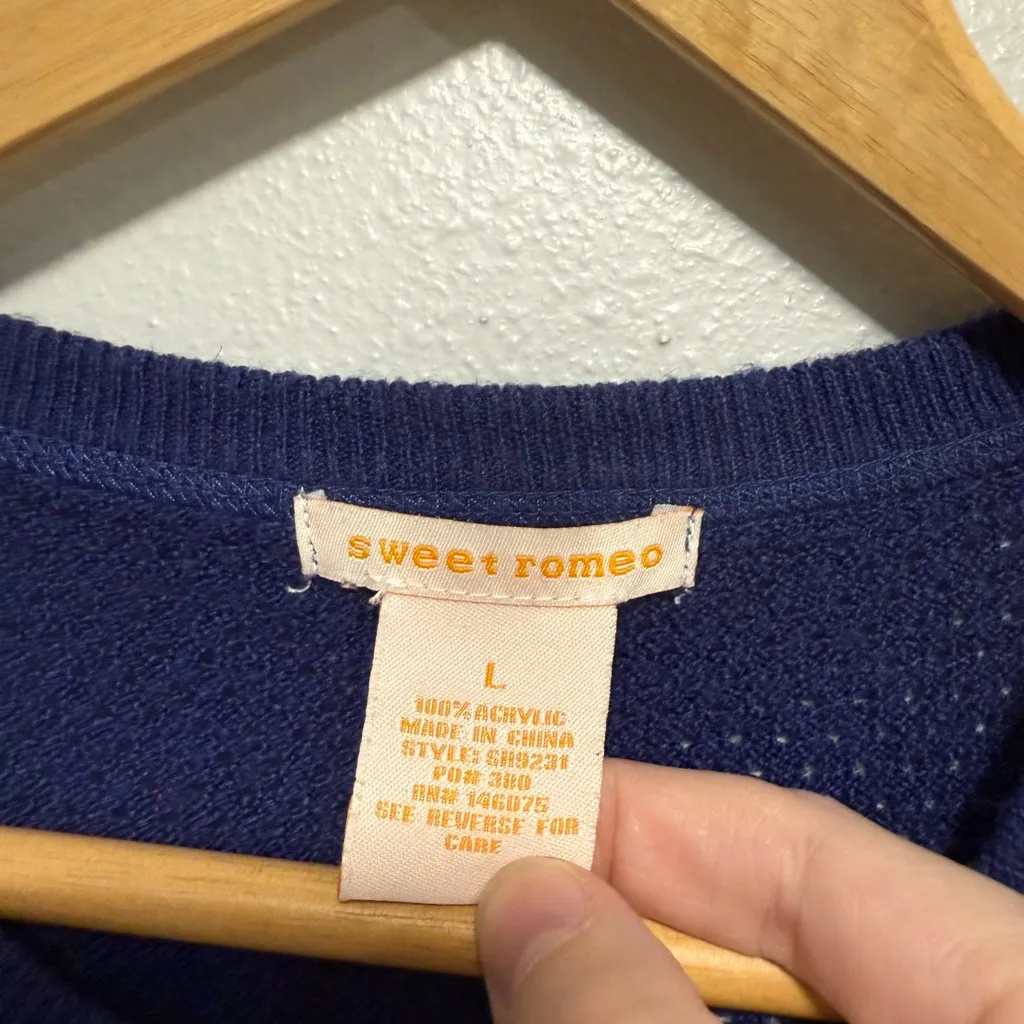 sweet romeo
L
100% ACRYLIC
MADE IN CHINA
STYLE: SH9231
PO# 380
RN# 146075
SEE REVERSE FOR
CARE